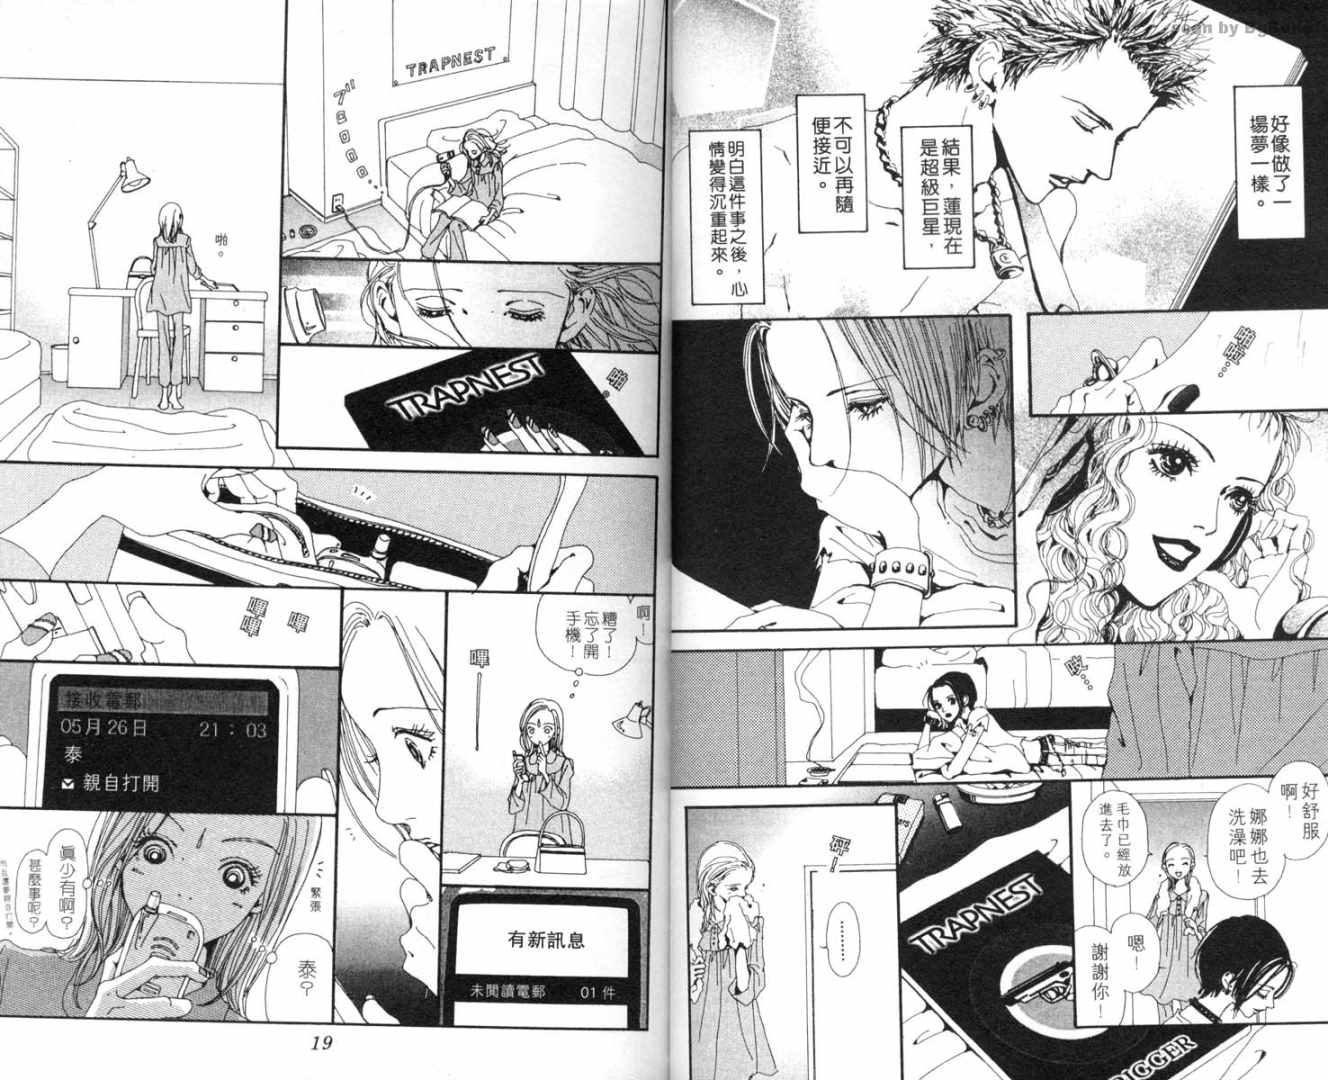 好像做了一
場夢一樣。
結果，蓮現在
是超級巨星，
不可以再隨
便接近。
明白這件事之後，心
情變得沉重起來。
啪
啦…
吱…
好舒服
啊！
娜娜也去
洗澡吧！
毛巾已經放
進去了。
嗯！
謝謝你！
TRAPNEST
砰！
………
TRAPNEST
啪。
啪。
TRAPNEST
啊！
糟了！
忘了開
手機！
嗶！
嗶
嗶嗶
有新訊息
未閱讀電郵 01件
接收電郵
05月26日 21：03
泰
親自打開
緊張
泰？
真少有啊？
甚麼事呢？
19